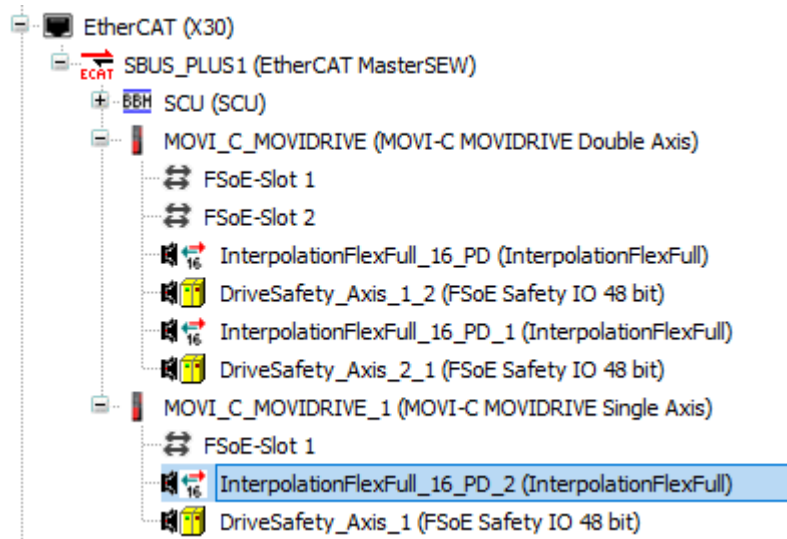 EtherCAT (X30)
ECAT SBUS_PLUS1 (EtherCAT MasterSEW)
BBH SCU (SCU)
MOVI_C_MOVIDRIVE (MOVI-C MOVIDRIVE Double Axis)
FSoE-Slot 1
FSoE-Slot 2
16 InterpolationFlexFull_16_PD (InterpolationFlexFull)
DriveSafety_Axis_1_2 (FSoE Safety IO 48 bit)
16 InterpolationFlexFull_16_PD_1 (InterpolationFlexFull)
DriveSafety_Axis_2_1 (FSoE Safety IO 48 bit)
MOVI_C_MOVIDRIVE_1 (MOVI-C MOVIDRIVE Single Axis)
FSoE-Slot 1
16 InterpolationFlexFull_16_PD_2 (InterpolationFlexFull)
DriveSafety_Axis_1 (FSoE Safety IO 48 bit)